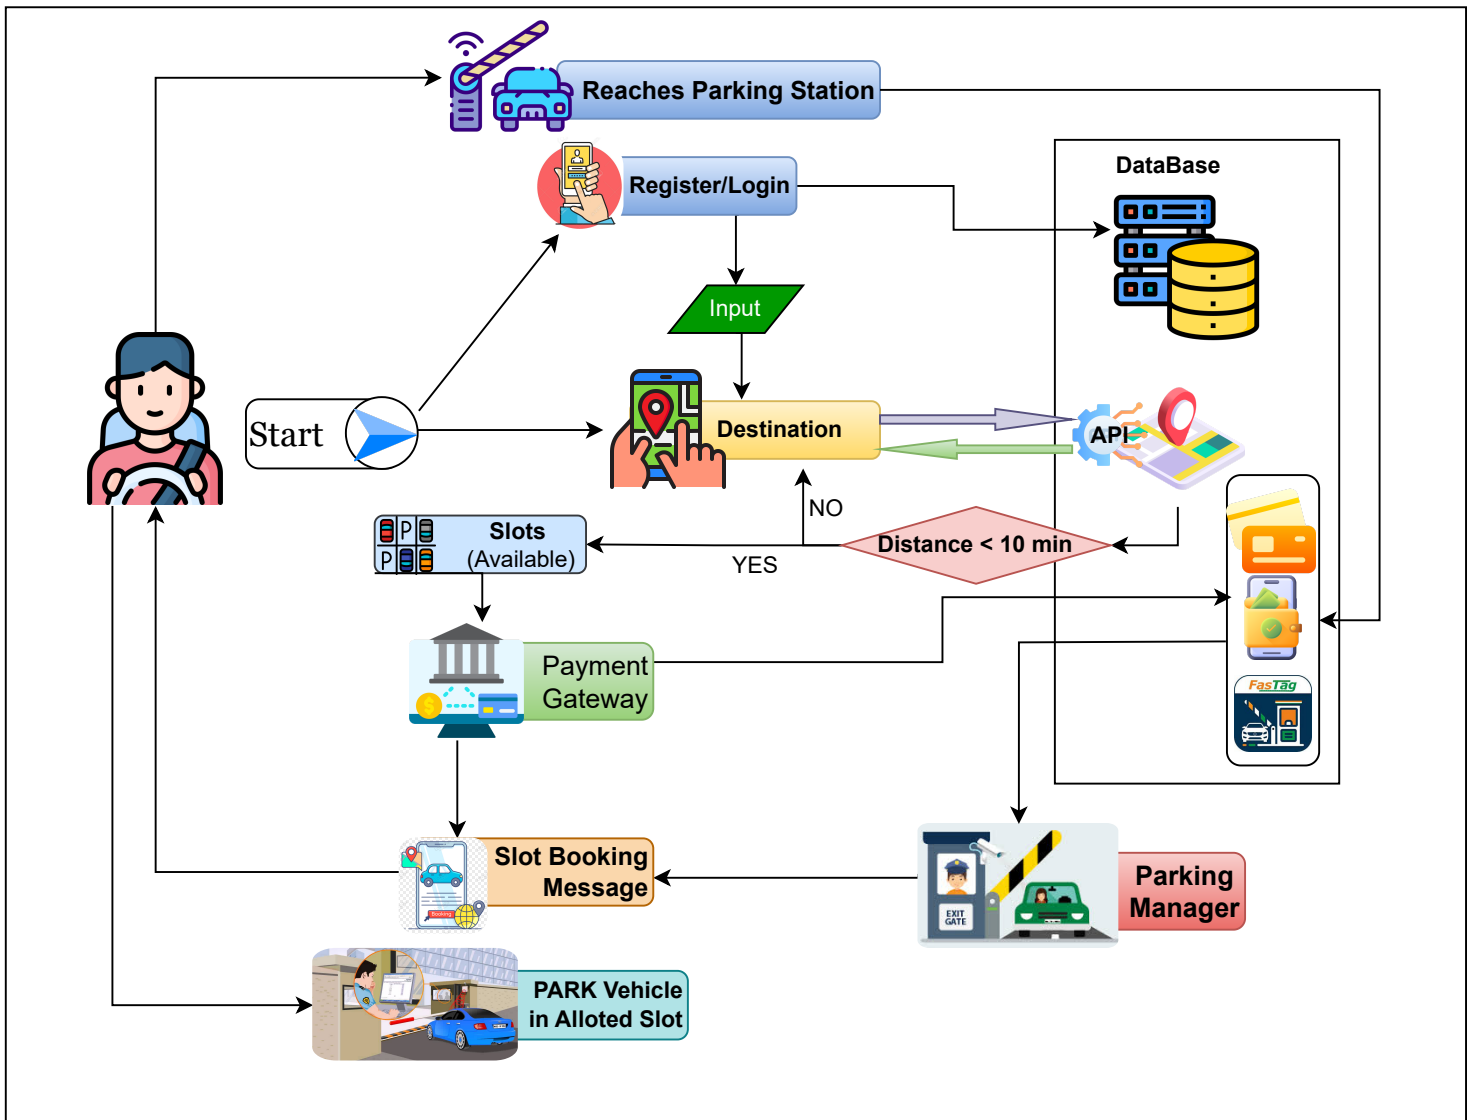 Reaches Parking Station
DataBase
Register/Login
Input
Start
Destination
API
NO
P
P
Slots
(Available)
YES
Distance < 10 min
Payment
Gateway
$
FasTag
Slot Booking
Message
Booking
EXIT
GATE
Parking
Manager
PARK Vehicle
in Alloted Slot